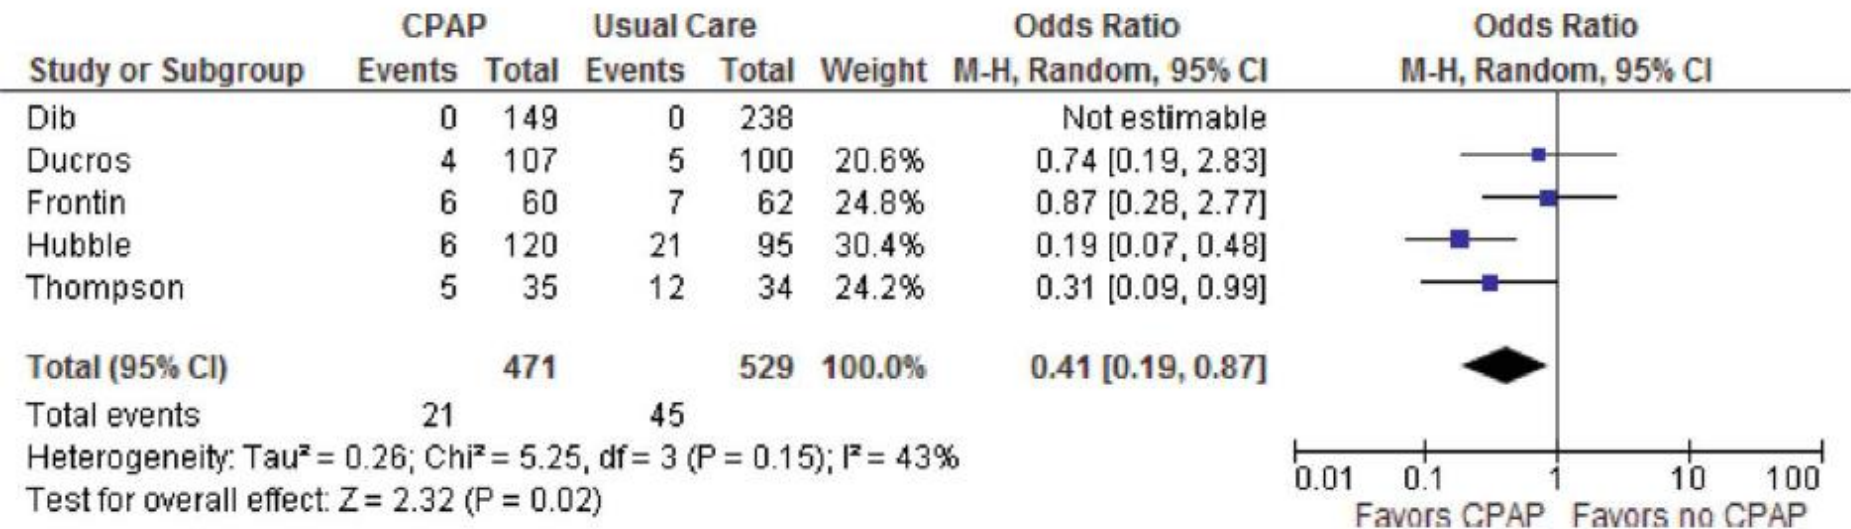 CPAP Usual Care Odds Ratio Odds Ratio
Study or Subgroup Events Total Events Total Weight M-H, Random, 95% CI M-H, Random, 95% CI
Dib 0 149 0 238 Not estimable
Ducros 4 107 5 100 20.6% 0.74 [0.19, 2.83]
Frontin 6 60 7 62 24.8% 0.87 [0.28, 2.77]
Hubble 6 120 21 95 30.4% 0.19 [0.07, 0.48]
Thompson 5 35 12 34 24.2% 0.31 [0.09, 0.99]
Total (95% CI) 471 529 100.0% 0.41 [0.19, 0.87]
Total events 21 45
Heterogeneity: Tau² = 0.26; Chi² = 5.25, df = 3 (P = 0.15); I² = 43%
Test for overall effect: Z = 2.32 (P = 0.02)
0.01 0.1 1 10 100
Favors CPAP Favors no CPAP